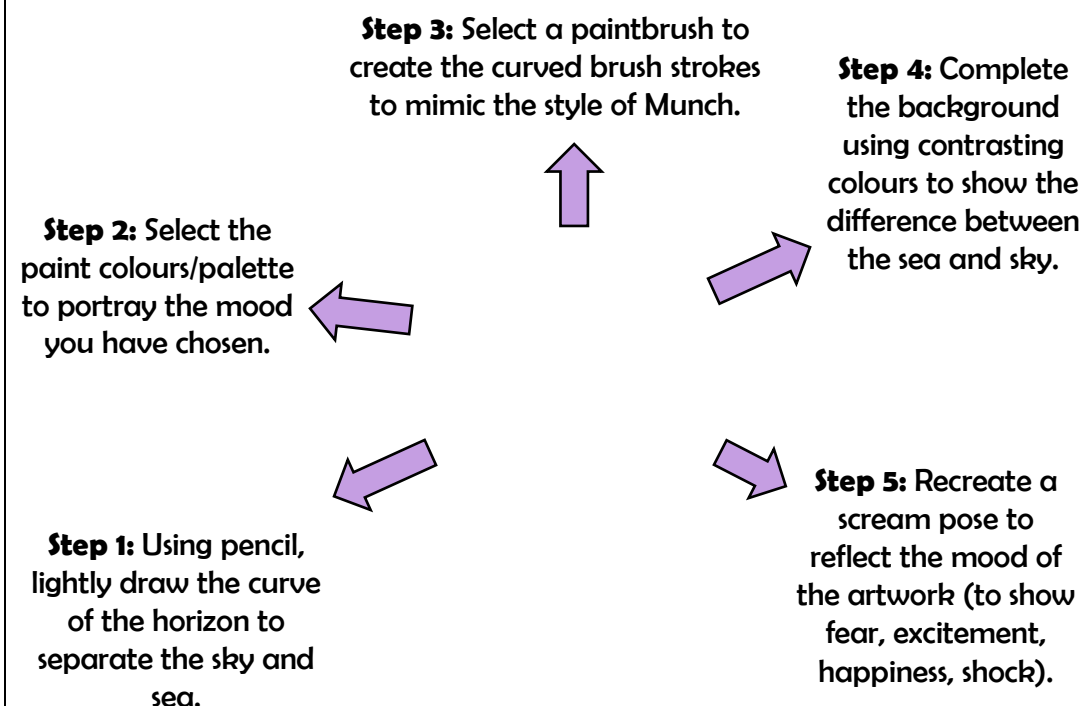 Step 3: Select a paintbrush to
create the curved brush strokes
to mimic the style of Munch.
Step 4: Complete
the background
using contrasting
colours to show the
difference between
the sea and sky.
Step 2: Select the
paint colours/palette
to portray the mood
you have chosen.
Step 1: Using pencil,
lightly draw the curve
of the horizon to
separate the sky and
sea.
Step 5: Recreate a
scream pose to
reflect the mood of
the artwork (to show
fear, excitement,
happiness, shock).